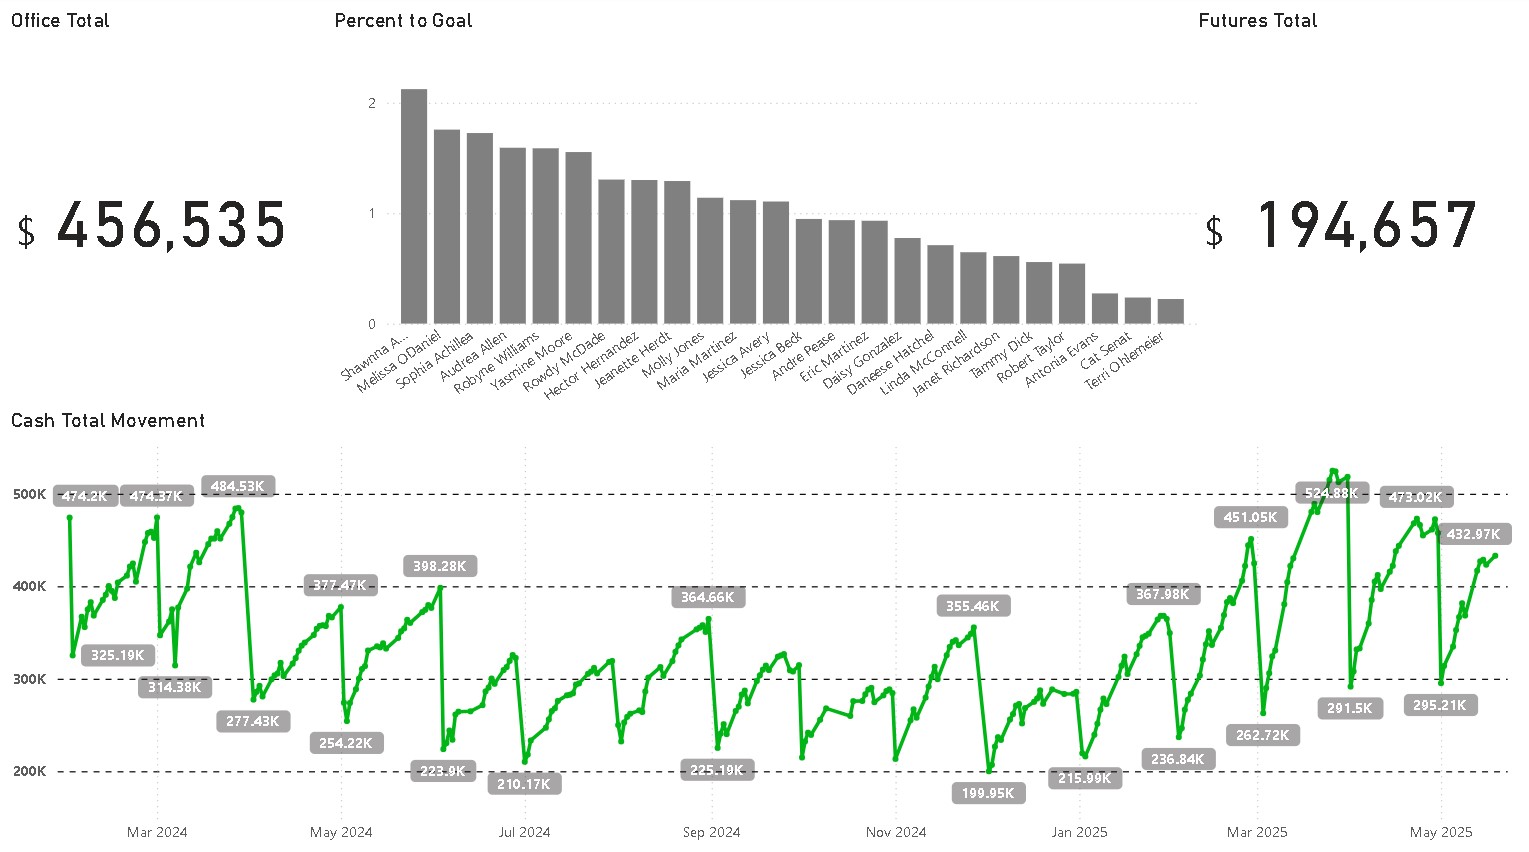 Office Total
Percent to Goal
Futures Total
2
1
0
$ 456,535
$ 194,657
Shawnna A...
Melissa ODaniel
Sophia Achillea
Audrea Allen
Robyne Williams
Yasmine Moore
Rowdy McDade
Hector Hernandez
Jeanette Herdt
Molly Jones
Maria Martinez
Jessica Avery
Jessica Beck
Andre Pease
Eric Martinez
Daisy Gonzalez
Daneese Hatchel
Linda McConnell
Janet Richardson
Tammy Dick
Robert Taylor
Antonia Evans
Cat Senat
Terri Ohlemeier
Cash Total Movement
500K
400K
300K
200K
474.2K
325.19K
474.37K
314.38K
484.53K
277.43K
377.47K
254.22K
398.28K
223.9K
210.17K
364.66K
225.19K
355.46K
199.95K
215.99K
367.98K
236.84K
451.05K
262.72K
524.88K
291.5K
473.02K
295.21K
432.97K
Mar 2024
May 2024
Jul 2024
Sep 2024
Nov 2024
Jan 2025
Mar 2025
May 2025